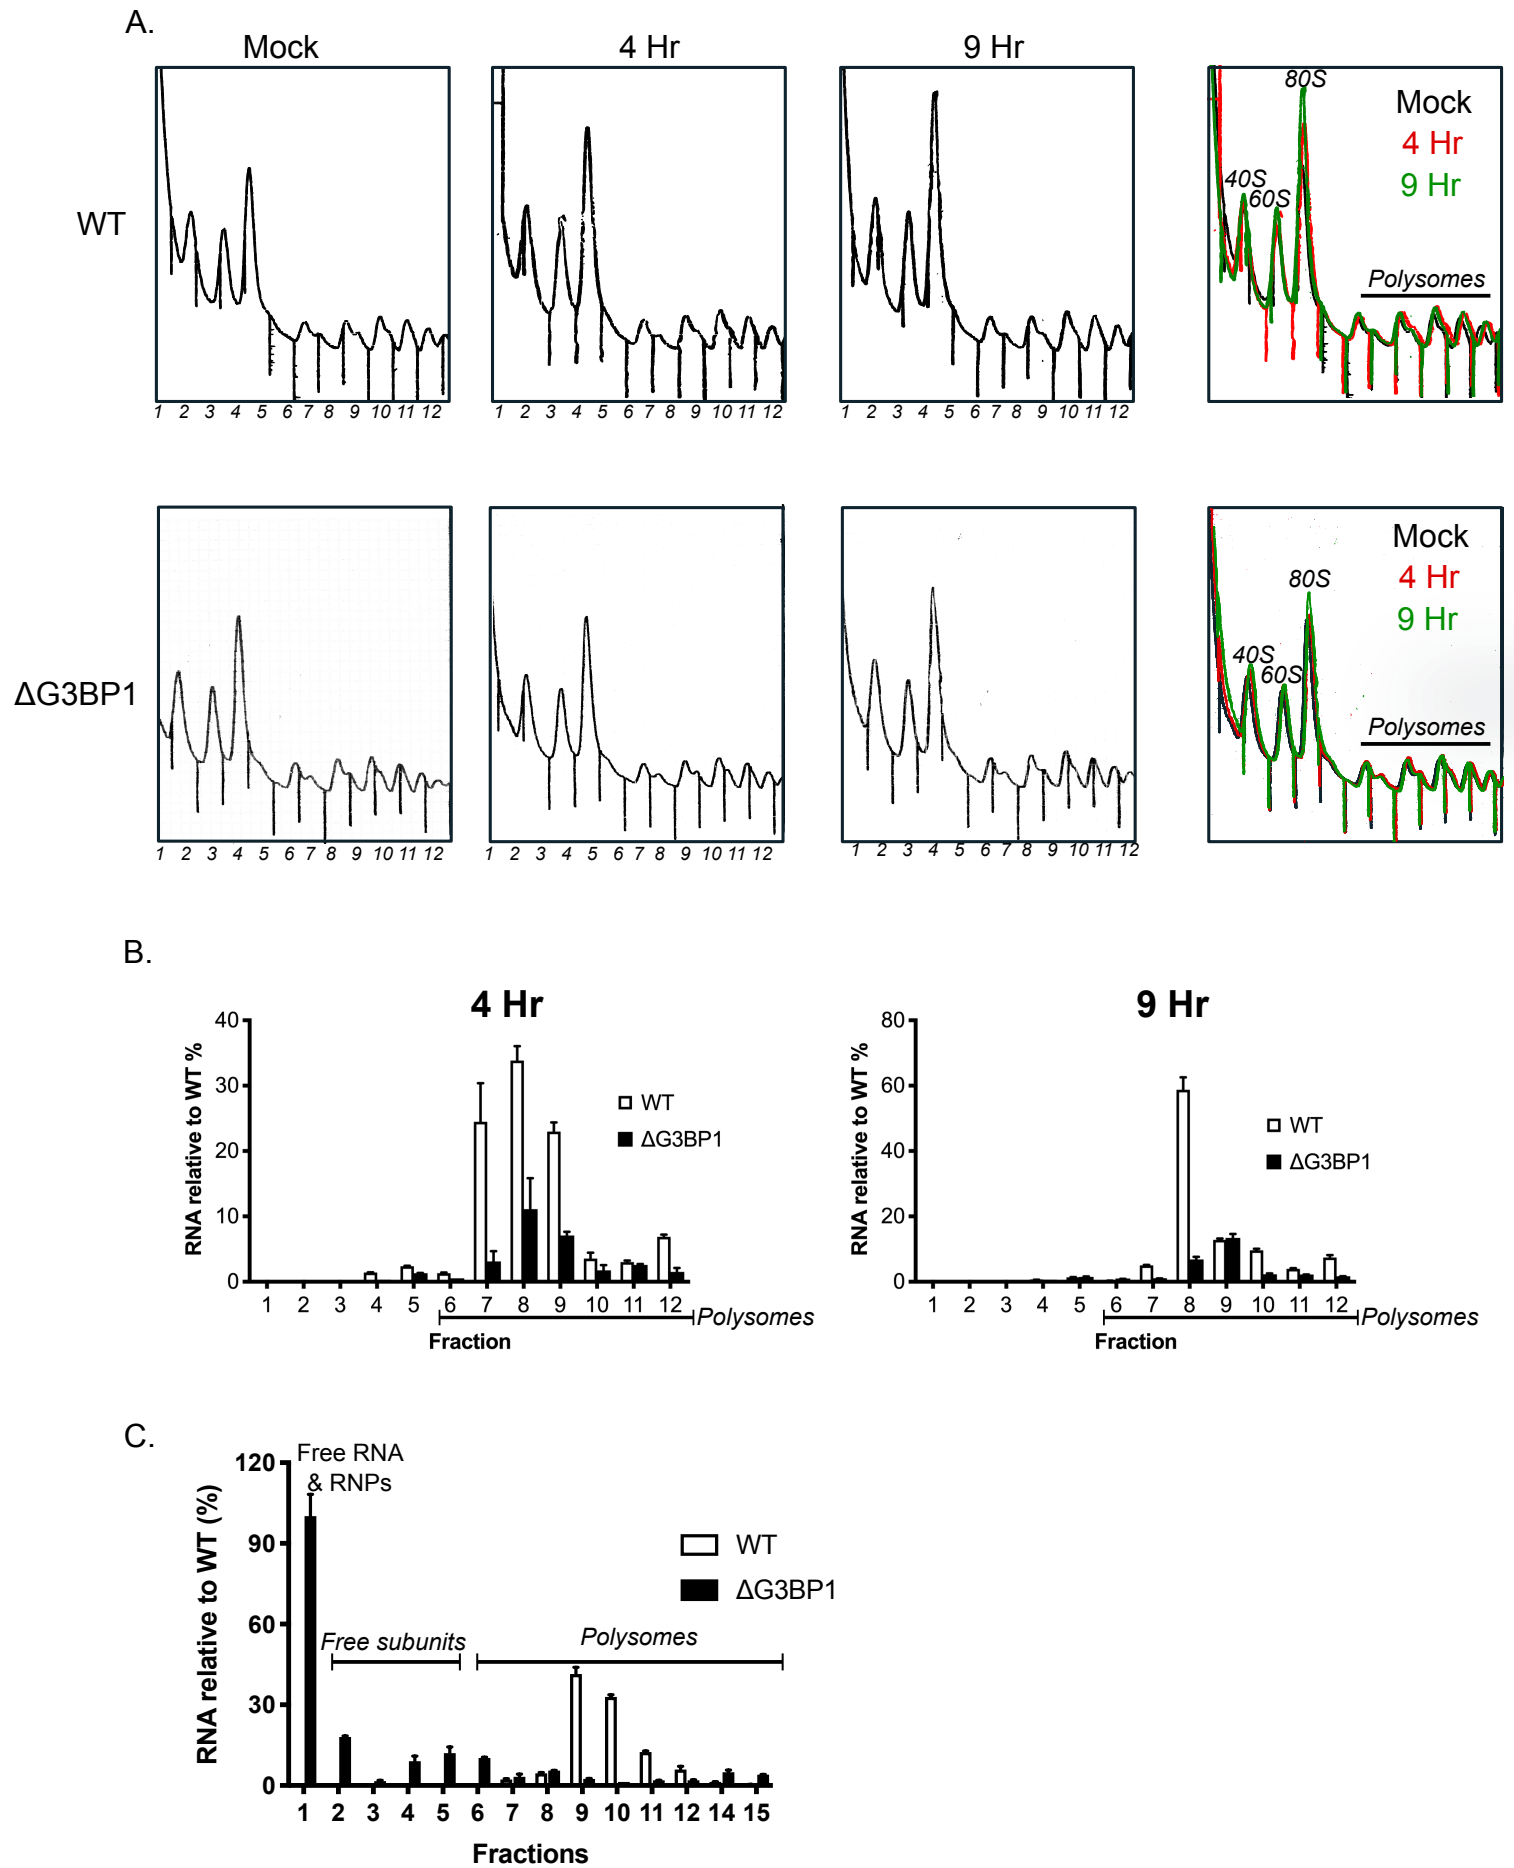 A.
Mock
4 Hr
9 Hr
WT
1 2 3 4 5 6 7 8 9 10 11 12
1 2 3 4 5 6 7 8 9 10 11 12
1 2 3 4 5 6 7 8 9 10 11 12
80S
Mock
4 Hr
9 Hr
40S
60S
Polysomes
ΔG3BP1
1 2 3 4 5 6 7 8 9 10 11 12
1 2 3 4 5 6 7 8 9 10 11 12
1 2 3 4 5 6 7 8 9 10 11 12
Mock
4 Hr
9 Hr
80S
40S
60S
Polysomes
B.
4 Hr
RNA relative to WT %
40
30
20
10
0
WT
ΔG3BP1
1 2 3 4 5 6 7 8 9 10 11 12
Polysomes
Fraction
9 Hr
RNA relative to WT %
80
60
40
20
0
WT
ΔG3BP1
1 2 3 4 5 6 7 8 9 10 11 12
Polysomes
Fraction
C.
RNA relative to WT (%)
120
90
60
30
0
Free RNA
& RNPs
Free subunits
Polysomes
WT
ΔG3BP1
1 2 3 4 5 6 7 8 9 10 11 12 14 15
Fractions